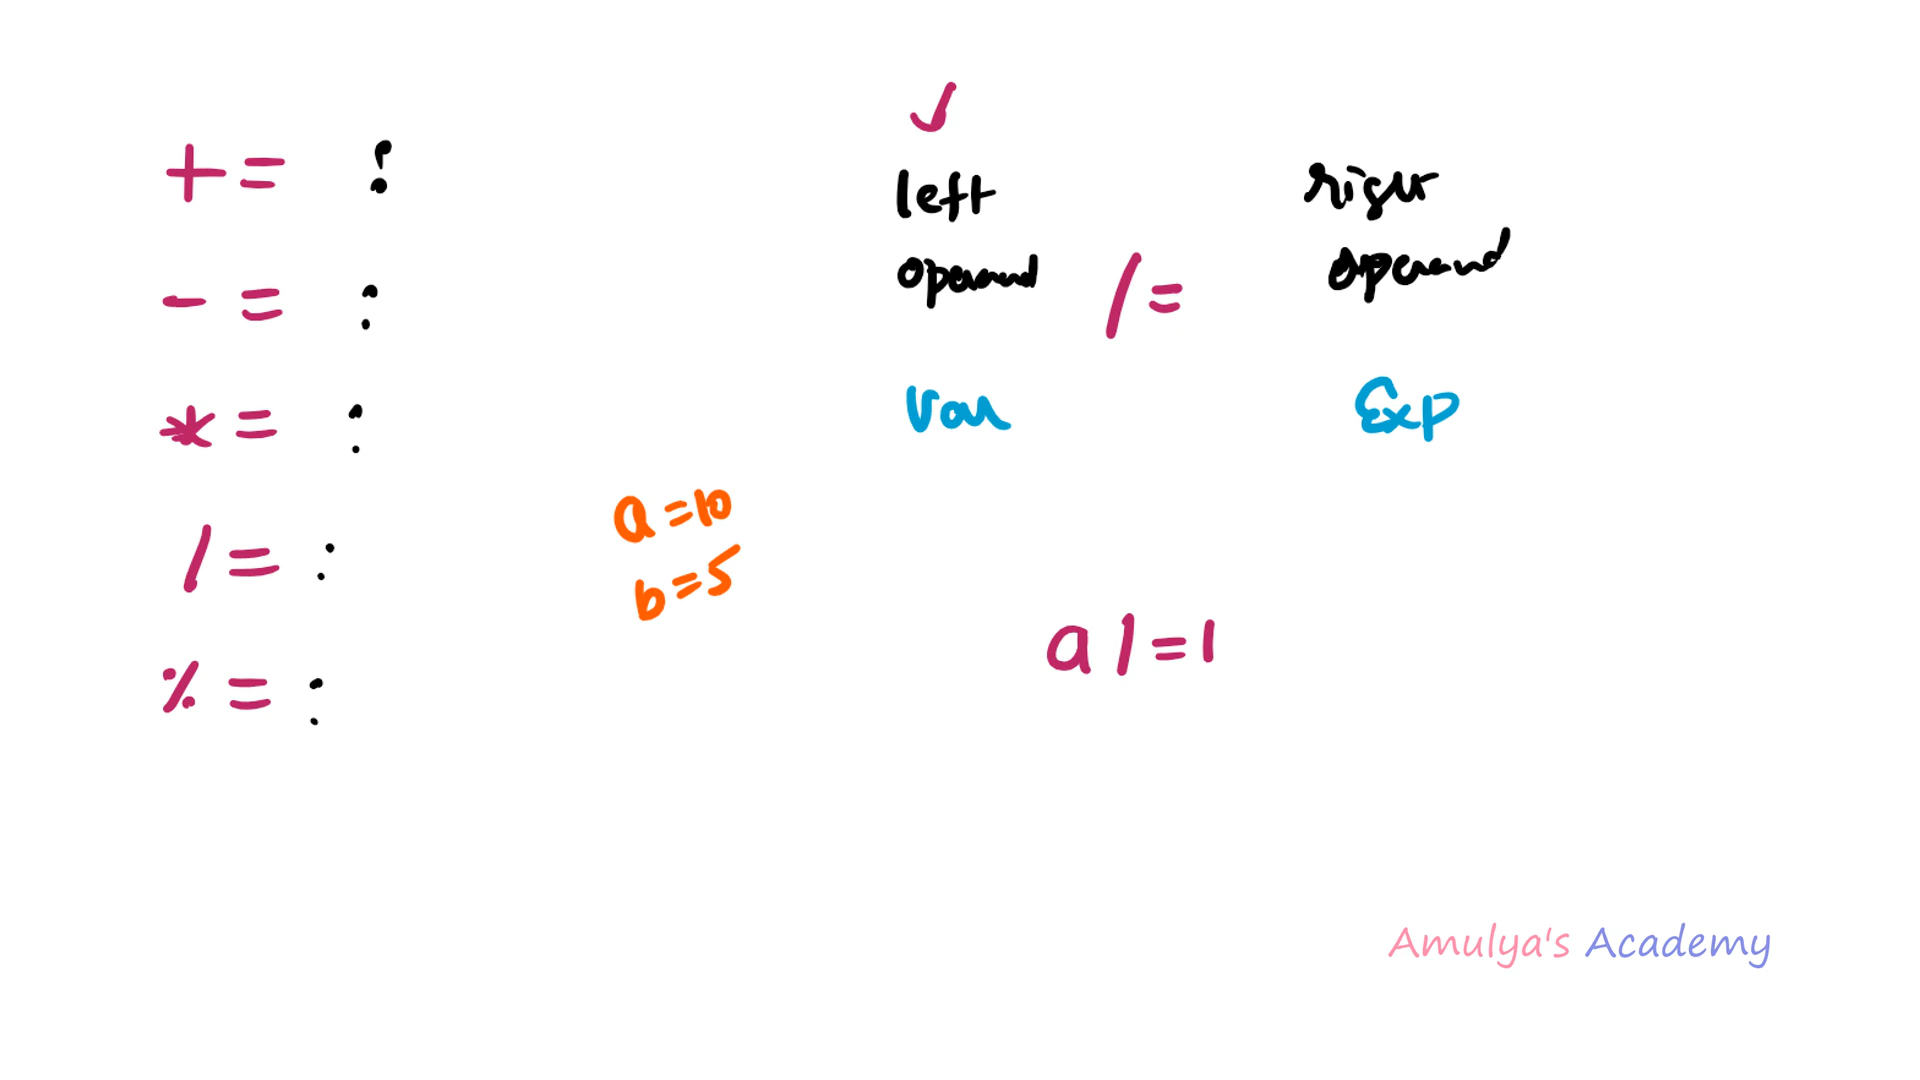 += :
-= :
*= :
/= :
%= :
a=10
b=5
left
operand
/=
right
operand
Var
Exp
a /= 1
Amulya's Academy